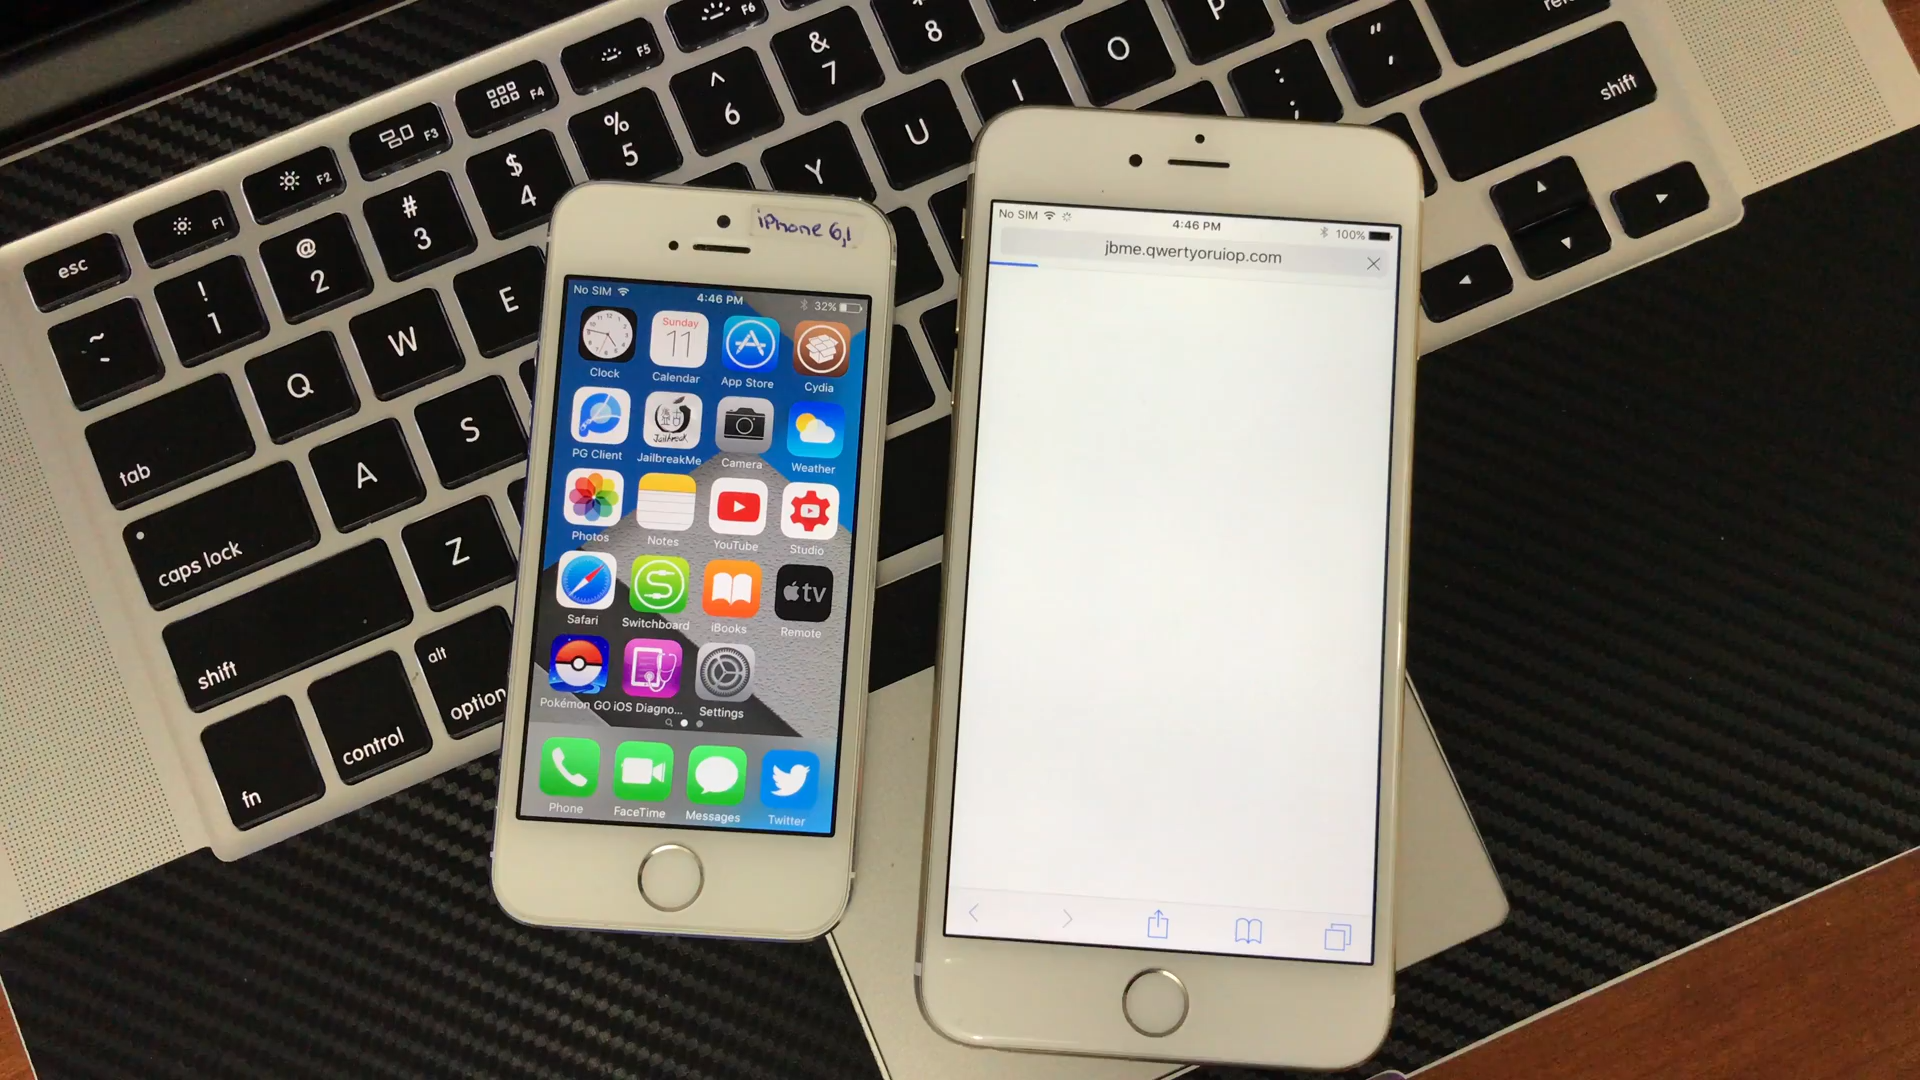 esc
F1
F2
F3
F4
F5
F6
~
!
1
@
2
#
3
$
4
%
5
^
6
&
7
8
tab
Q
W
E
Y
U
I
O
P
caps lock
A
S
:
;
"
,
shift
Z
shift
fn
control
alt
option
iPhone 6,1
No SIM
4:46 PM
32%
Clock
Sunday
11
Calendar
App Store
Cydia
PG Client
Jailbreak
JailbreakMe
Camera
Weather
Photos
Notes
YouTube
Studio
Safari
Switchboard
iBooks
tv
Remote
Pokémon GO
iOS Diagno...
Settings
Phone
FaceTime
Messages
Twitter
No SIM
4:46 PM
100%
jbme.qwertyoruiop.com